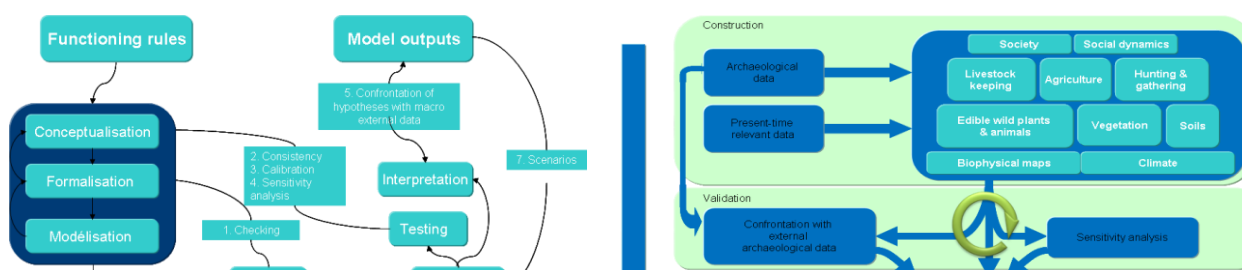 Functioning rules
Model outputs
5. Confrontation of
hypotheses with macro
external data
Conceptualisation
2. Consistency
3. Calibration
4. Sensitivity
analysis
7. Scenarios
Formalisation
Interpretation
Modélisation
1. Checking
Testing
Construction
Archaeological
data
Present-time
relevant data
Society
Social dynamics
Livestock
keeping
Agriculture
Hunting &
gathering
Edible wild plants
& animals
Vegetation
Soils
Biophysical maps
Climate
Validation
Confrontation with
external
archaeological data
Sensitivity analysis